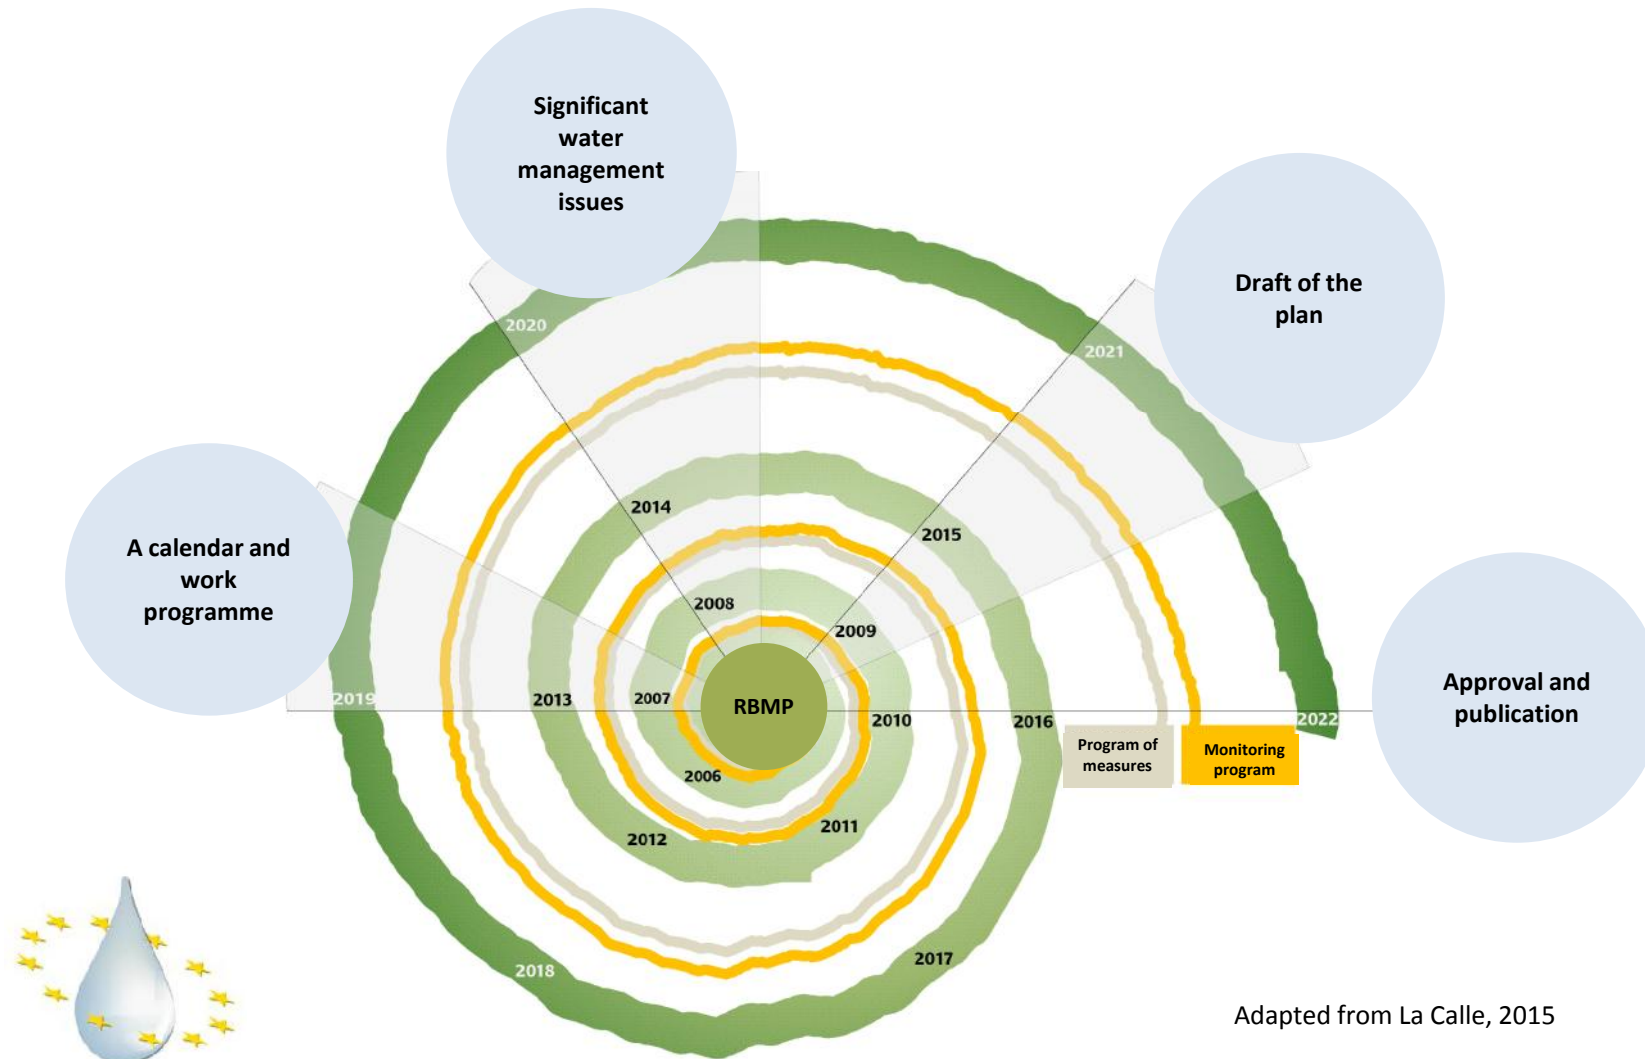 Significant
water
management
issues
Draft of the
plan
A calendar and
work
programme
Approval and
publication
2020
2021
2014
2015
2008
2009
2019
2013
2007
RBMP
2010
2016
2022
Program of
measures
Monitoring
program
2006
2012
2011
2018
2017
Adapted from La Calle, 2015